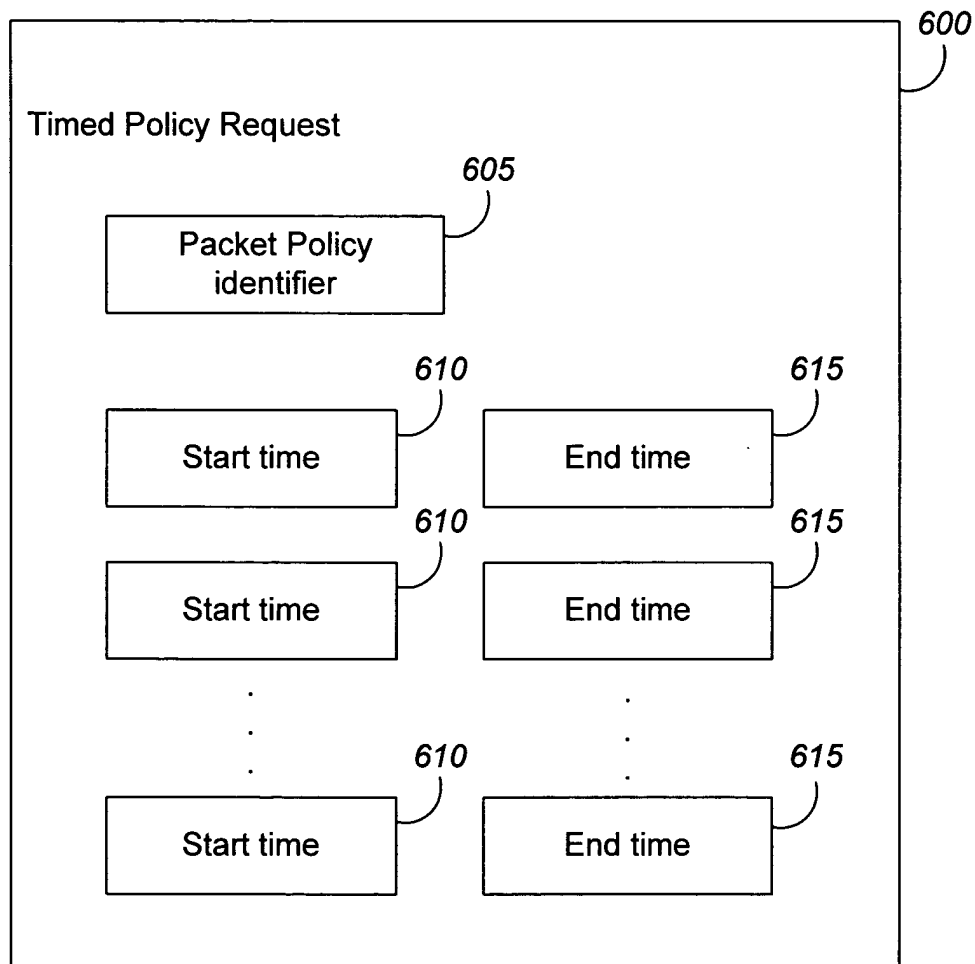 600
Timed Policy Request
605
Packet Policy
identifier
610
615
Start time
End time
610
615
Start time
End time
610
615
Start time
End time